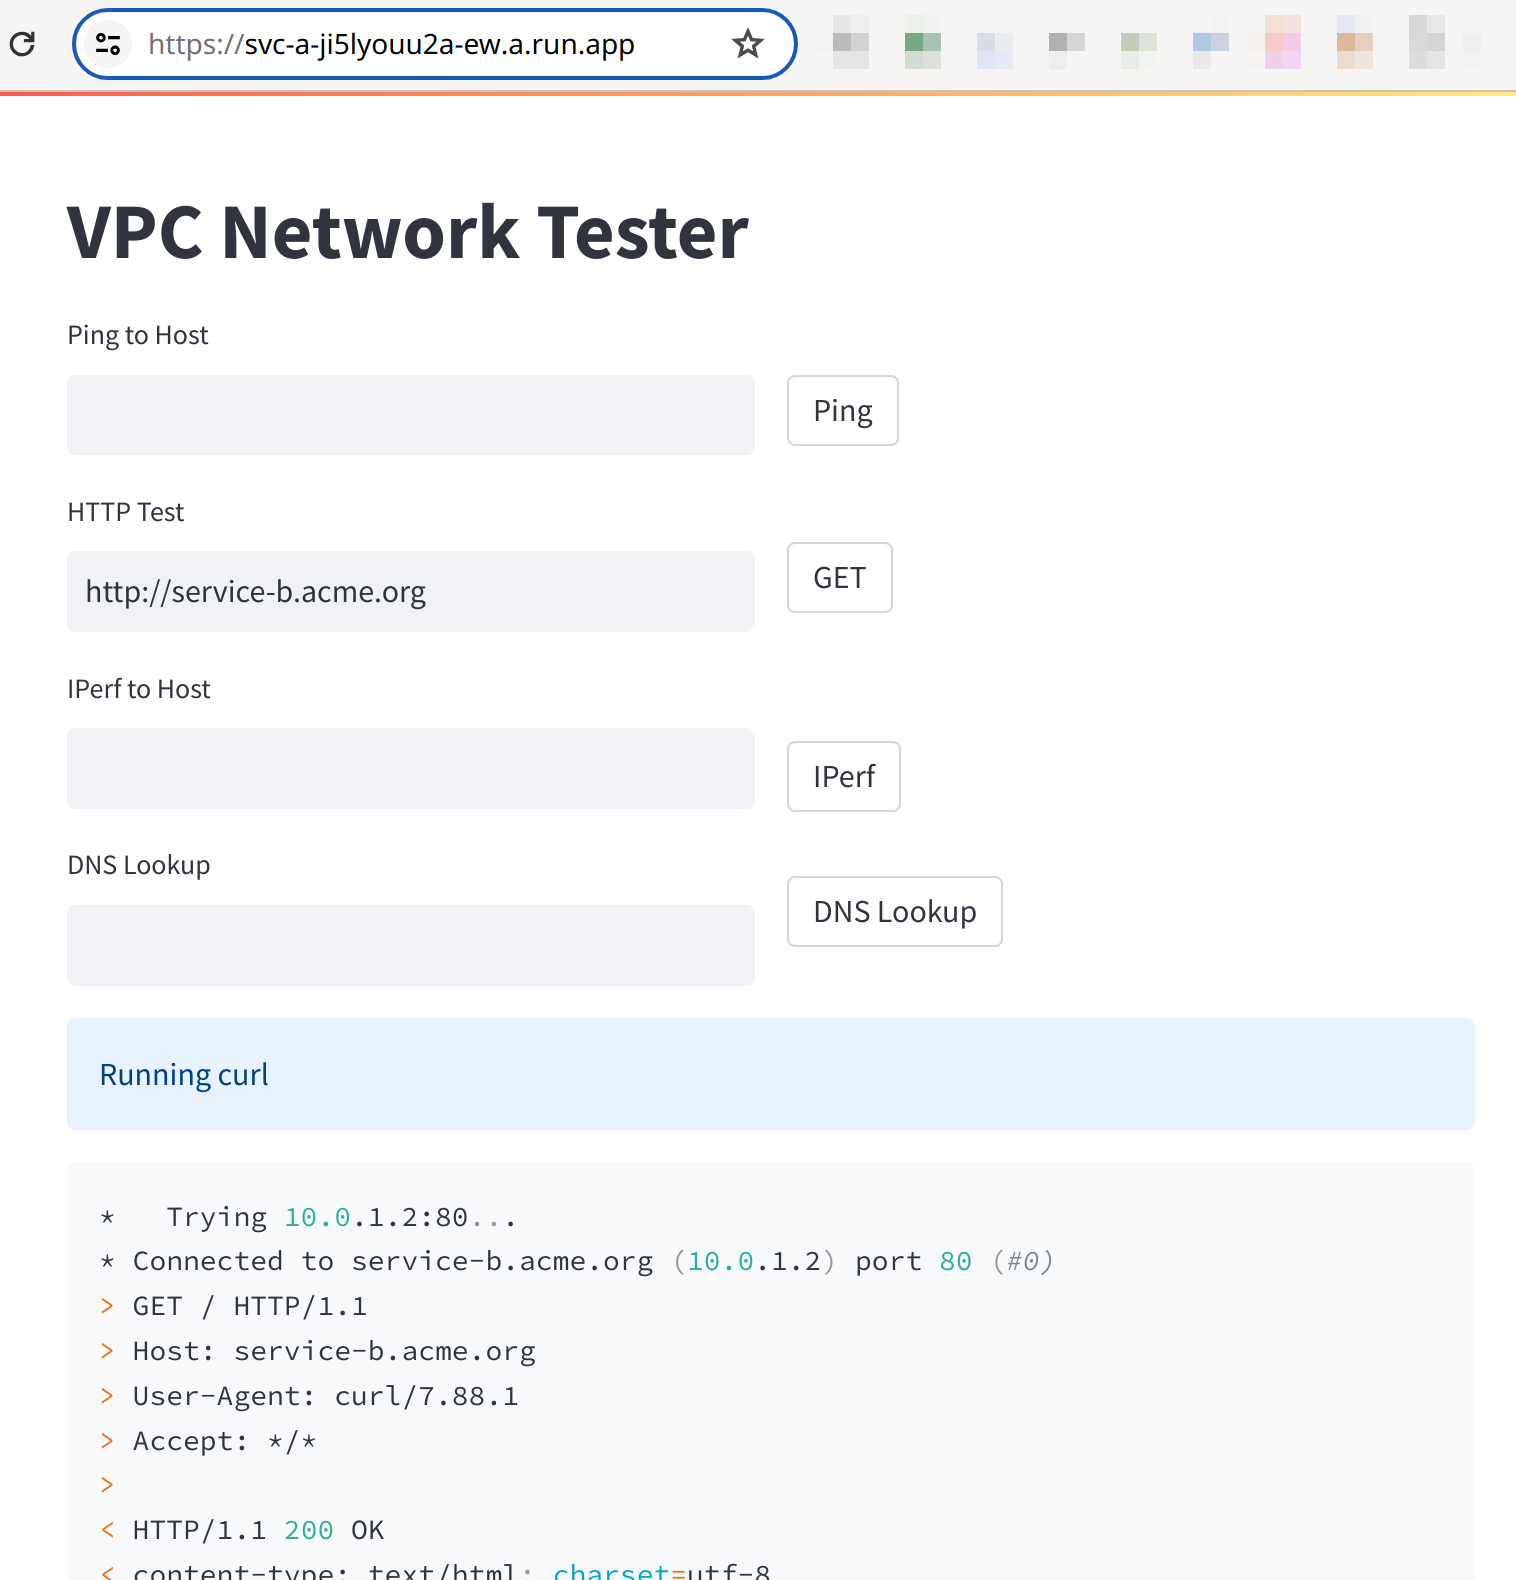 https://svc-a-ji5lyouu2a-ew.a.run.app
VPC Network Tester
Ping to Host
Ping
HTTP Test
http://service-b.acme.org
GET
IPerf to Host
IPerf
DNS Lookup
DNS Lookup
Running curl
*   Trying 10.0.1.2:80...
* Connected to service-b.acme.org (10.0.1.2) port 80 (#0)
> GET / HTTP/1.1
> Host: service-b.acme.org
> User-Agent: curl/7.88.1
> Accept: */*
>
< HTTP/1.1 200 OK
< content-type: text/html; charset=utf-8